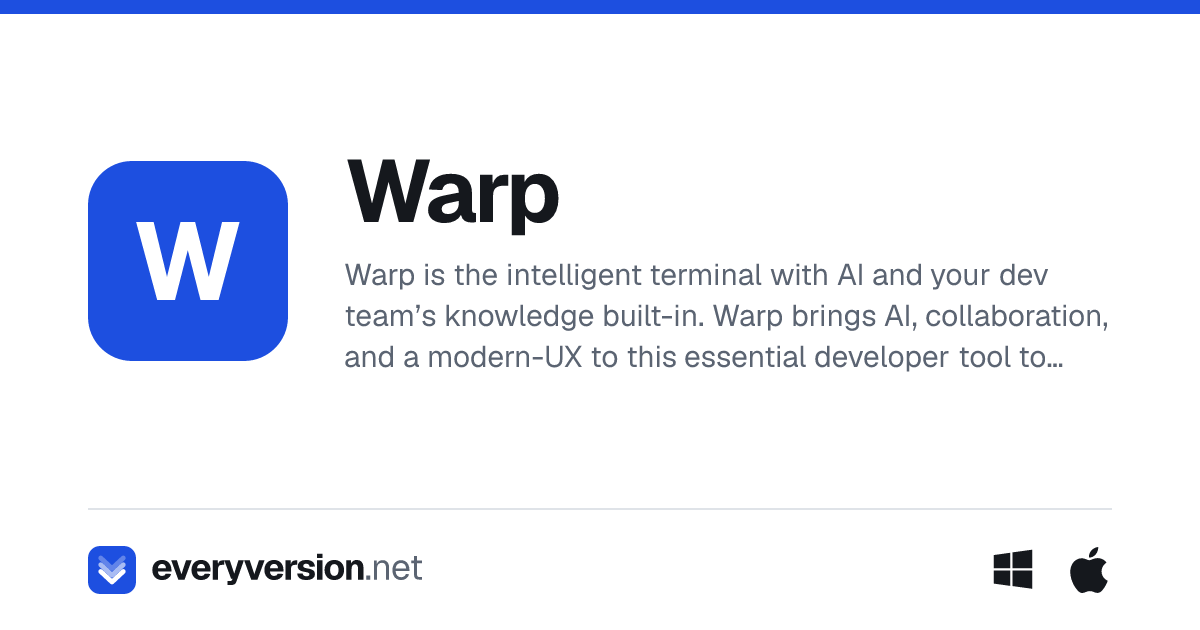 W
Warp
Warp is the intelligent terminal with AI and your dev
team’s knowledge built-in. Warp brings AI, collaboration,
and a modern-UX to this essential developer tool to…
everyversion.net